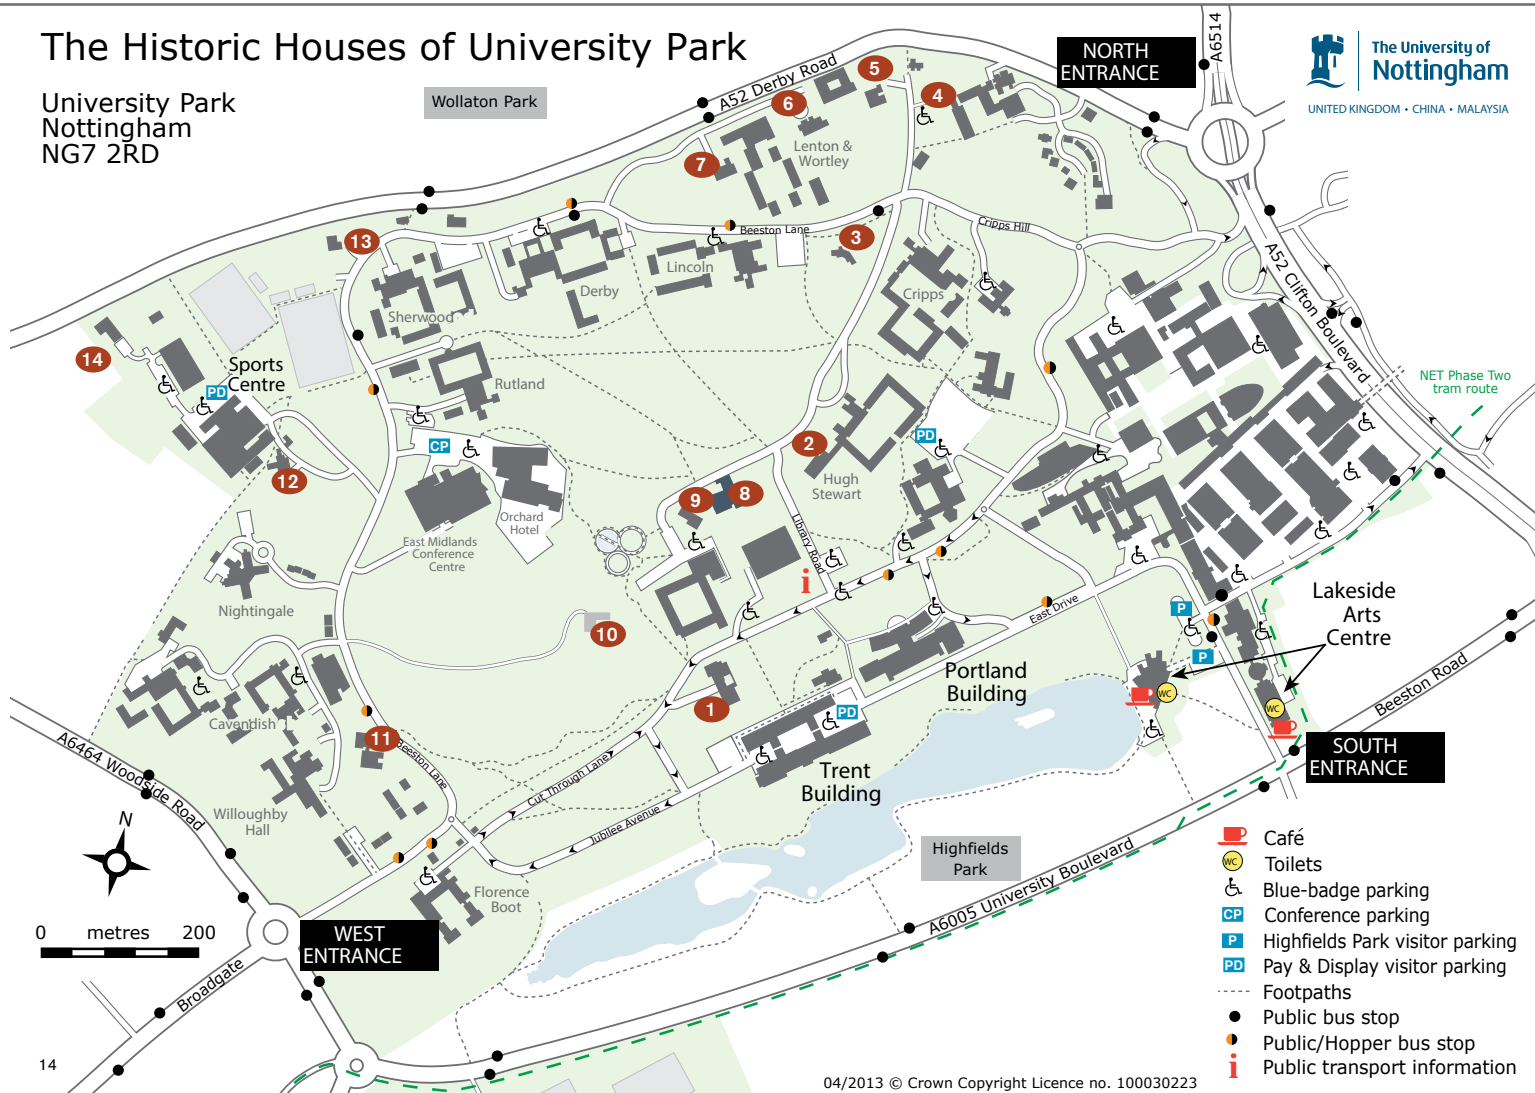 The Historic Houses of University Park
University Park
Nottingham
NG7 2RD
Wollaton Park
A52 Derby Road
NORTH
ENTRANCE
A6514
The University of
Nottingham
UNITED KINGDOM • CHINA • MALAYSIA
5
4
6
7
Lenton &
Wortley
13
Beeston Lane
3
Cripps Hill
A52 Clifton Boulevard
Lincoln
Derby
Cripps
Sherwood
14
Sports
Centre
PD
Rutland
NET Phase Two
tram route
CP
2
PD
Hugh
Stewart
12
9
8
Orchard
Hotel
East Midlands
Conference
Centre
Library Road
i
Nightingale
10
East Drive
P
P
Lakeside
Arts
Centre
Portland
Building
WC
WC
1
PD
Cavendish
11
Beeston Lane
Beeston Road
A6464 Woodside Road
SOUTH
ENTRANCE
Cut Through Lane
Trent
Building
Jubilee Avenue
Willoughby
Hall
N
Highfields
Park
A6005 University Boulevard
Florence
Boot
0 metres 200
WEST
ENTRANCE
Broadgate
Café
WC Toilets
Blue-badge parking
CP Conference parking
P Highfields Park visitor parking
PD Pay & Display visitor parking
Footpaths
Public bus stop
Public/Hopper bus stop
i Public transport information
14
04/2013 © Crown Copyright Licence no. 100030223